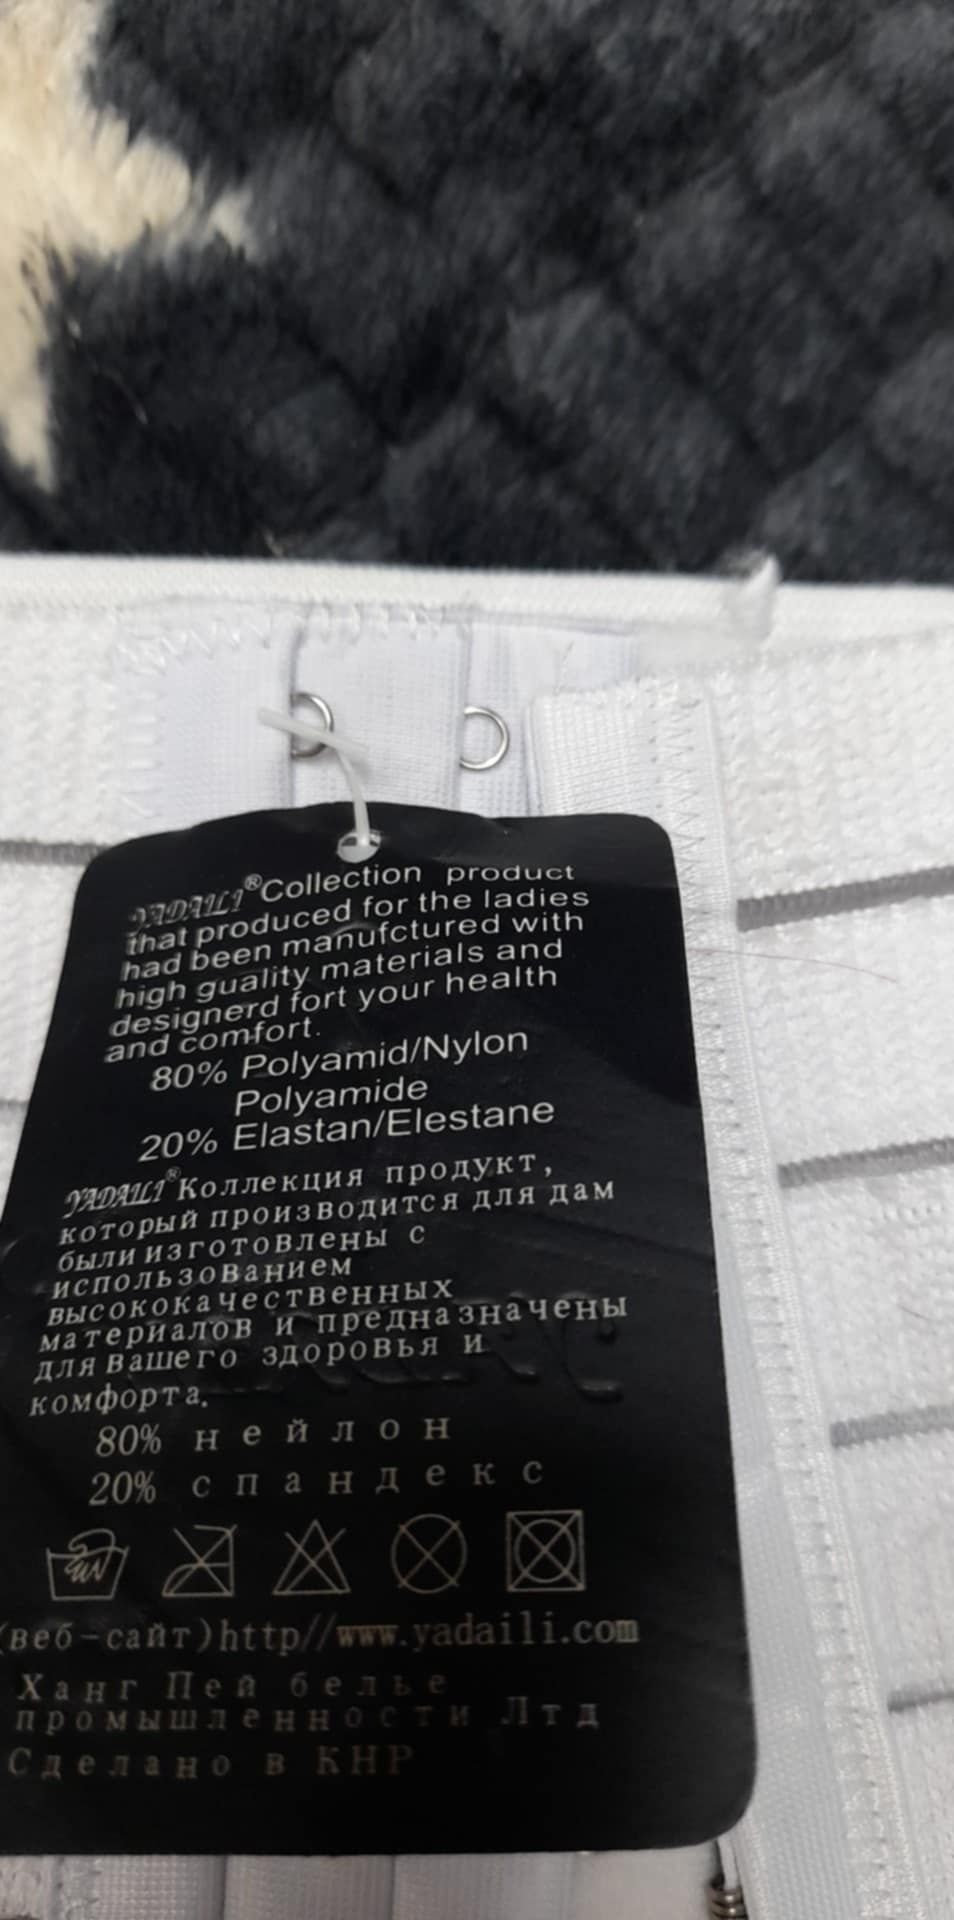 YADAILI®Collection product
that produced for the ladies
had been manufctured with
high guality materials and
designerd fort your health
and comfort.
80% Polyamid/Nylon
Polyamide
20% Elastan/Elestane
YADAILI®Коллекция продукт,
который производится для дам
были изготовлены с
использованием
высококачественных
материалов и предназначены
для вашего здоровья и
комфорта.
80% нейлон
20% спандекс
(веб-сайт)http//www.yadaili.com
Ханг Пей белье
промышленности Лтд
Сделано в КНР